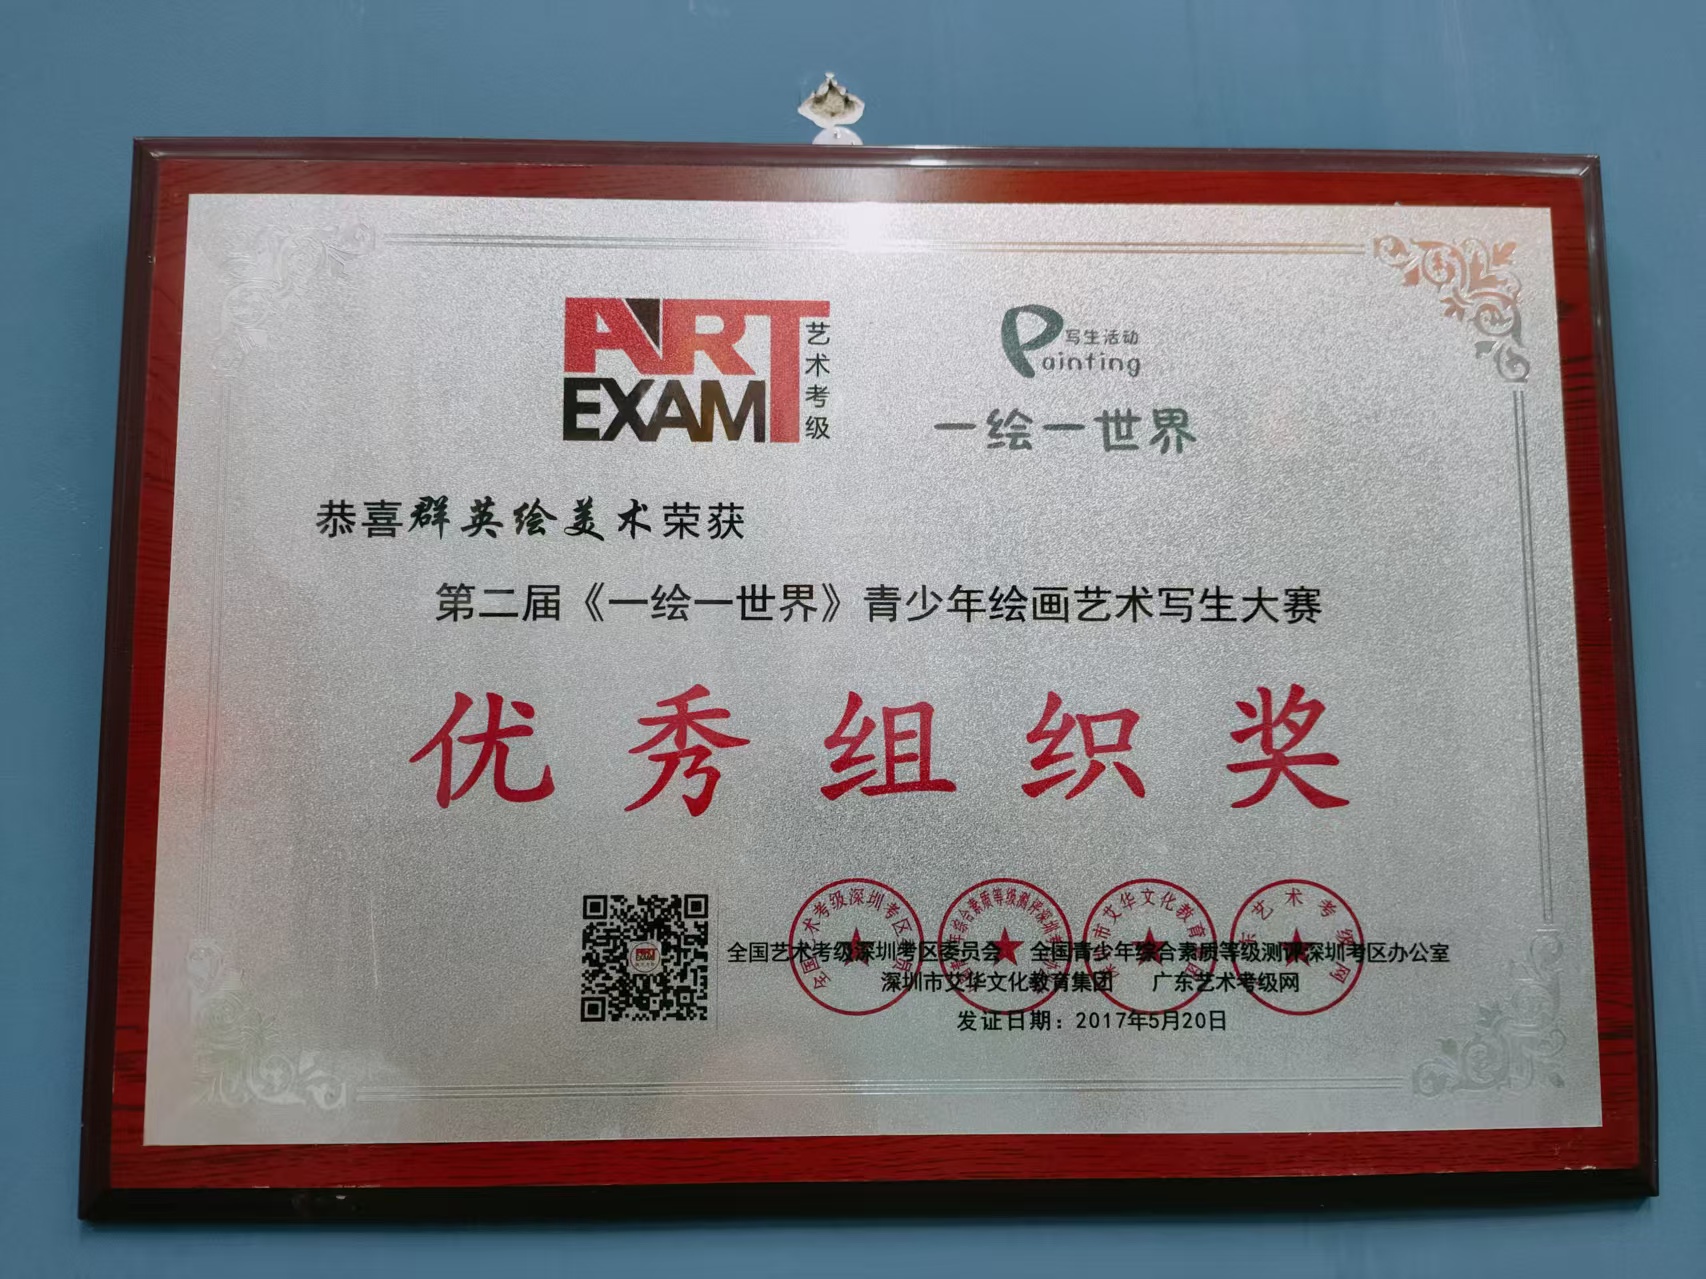 ART
EXAM
艺术考级
写生活动
Painting
一绘一世界
恭喜群英绘美术荣获
第二届《一绘一世界》青少年绘画艺术写生大赛
优秀组织奖
全国艺术考级深圳考区委员会 全国青少年综合素质等级测评深圳考区办公室
深圳市艾华文化教育集团 广东艺术考级网
发证日期：2017年5月20日